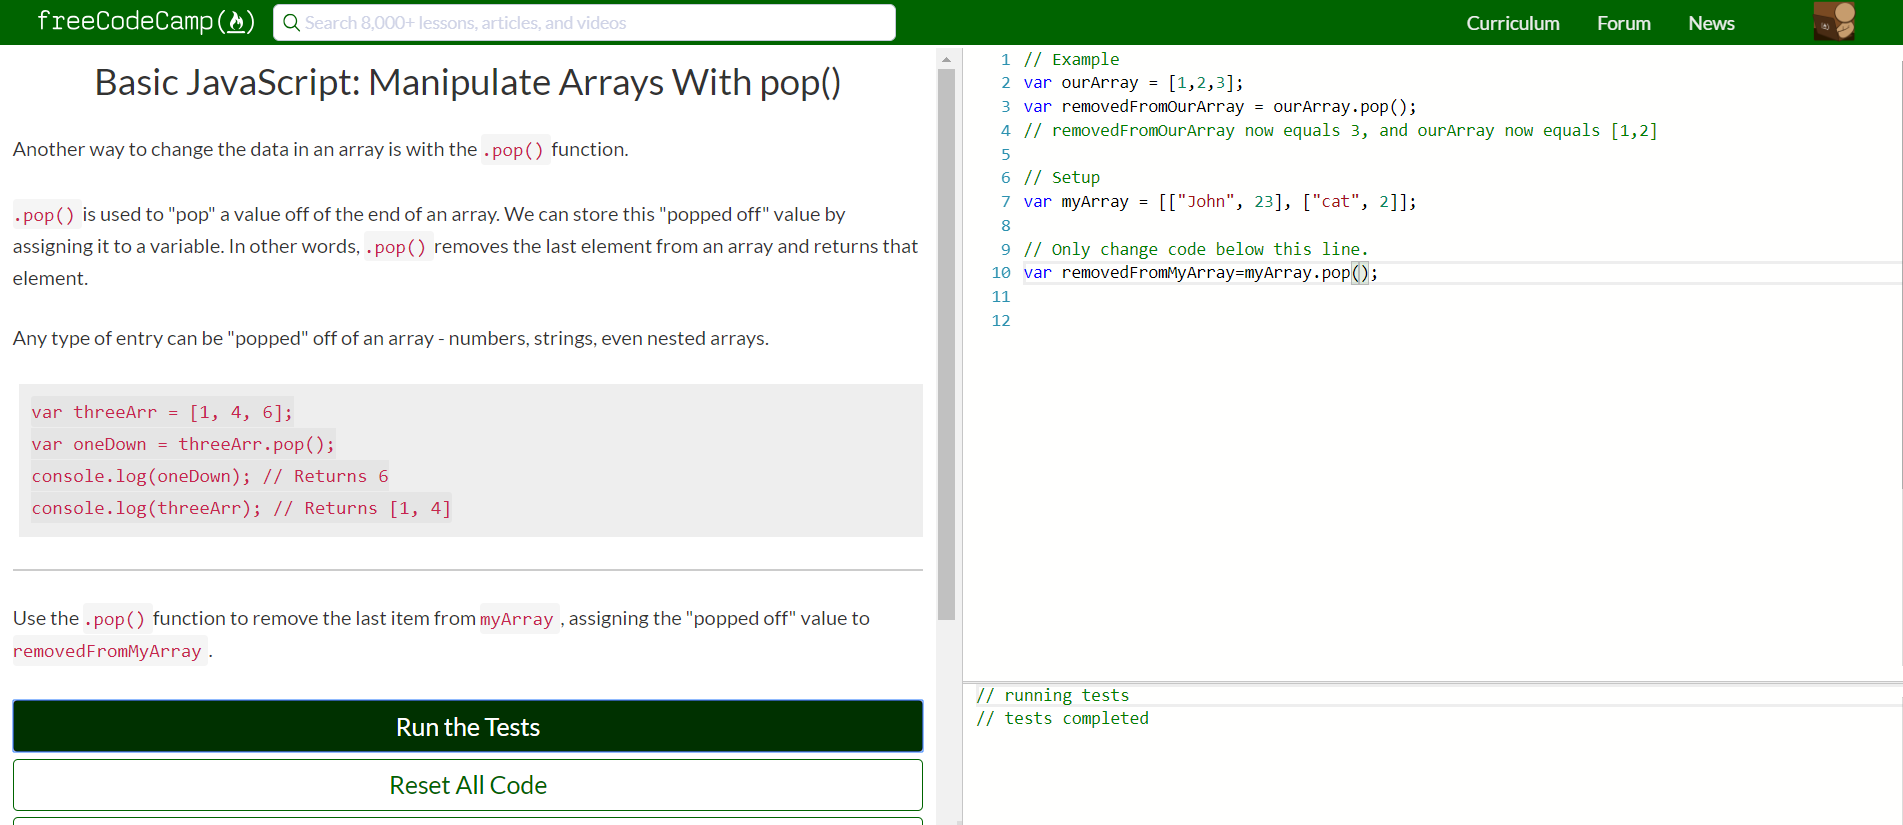 freeCodeCamp
Search 8,000+ lessons, articles, and videos
Curriculum Forum News
Basic JavaScript: Manipulate Arrays With pop()
Another way to change the data in an array is with the .pop() function.
.pop() is used to "pop" a value off of the end of an array. We can store this "popped off" value by
assigning it to a variable. In other words, .pop() removes the last element from an array and returns that
element.
Any type of entry can be "popped" off of an array - numbers, strings, even nested arrays.
var threeArr = [1, 4, 6];
var oneDown = threeArr.pop();
console.log(oneDown); // Returns 6
console.log(threeArr); // Returns [1, 4]
Use the .pop() function to remove the last item from myArray , assigning the "popped off" value to
removedFromMyArray .
Run the Tests
Reset All Code
1 // Example
2 var ourArray = [1,2,3];
3 var removedFromOurArray = ourArray.pop();
4 // removedFromOurArray now equals 3, and ourArray now equals [1,2]
5
6 // Setup
7 var myArray = [["John", 23], ["cat", 2]];
8
9 // Only change code below this line.
10 var removedFromMyArray=myArray.pop();
11
12
// running tests
// tests completed